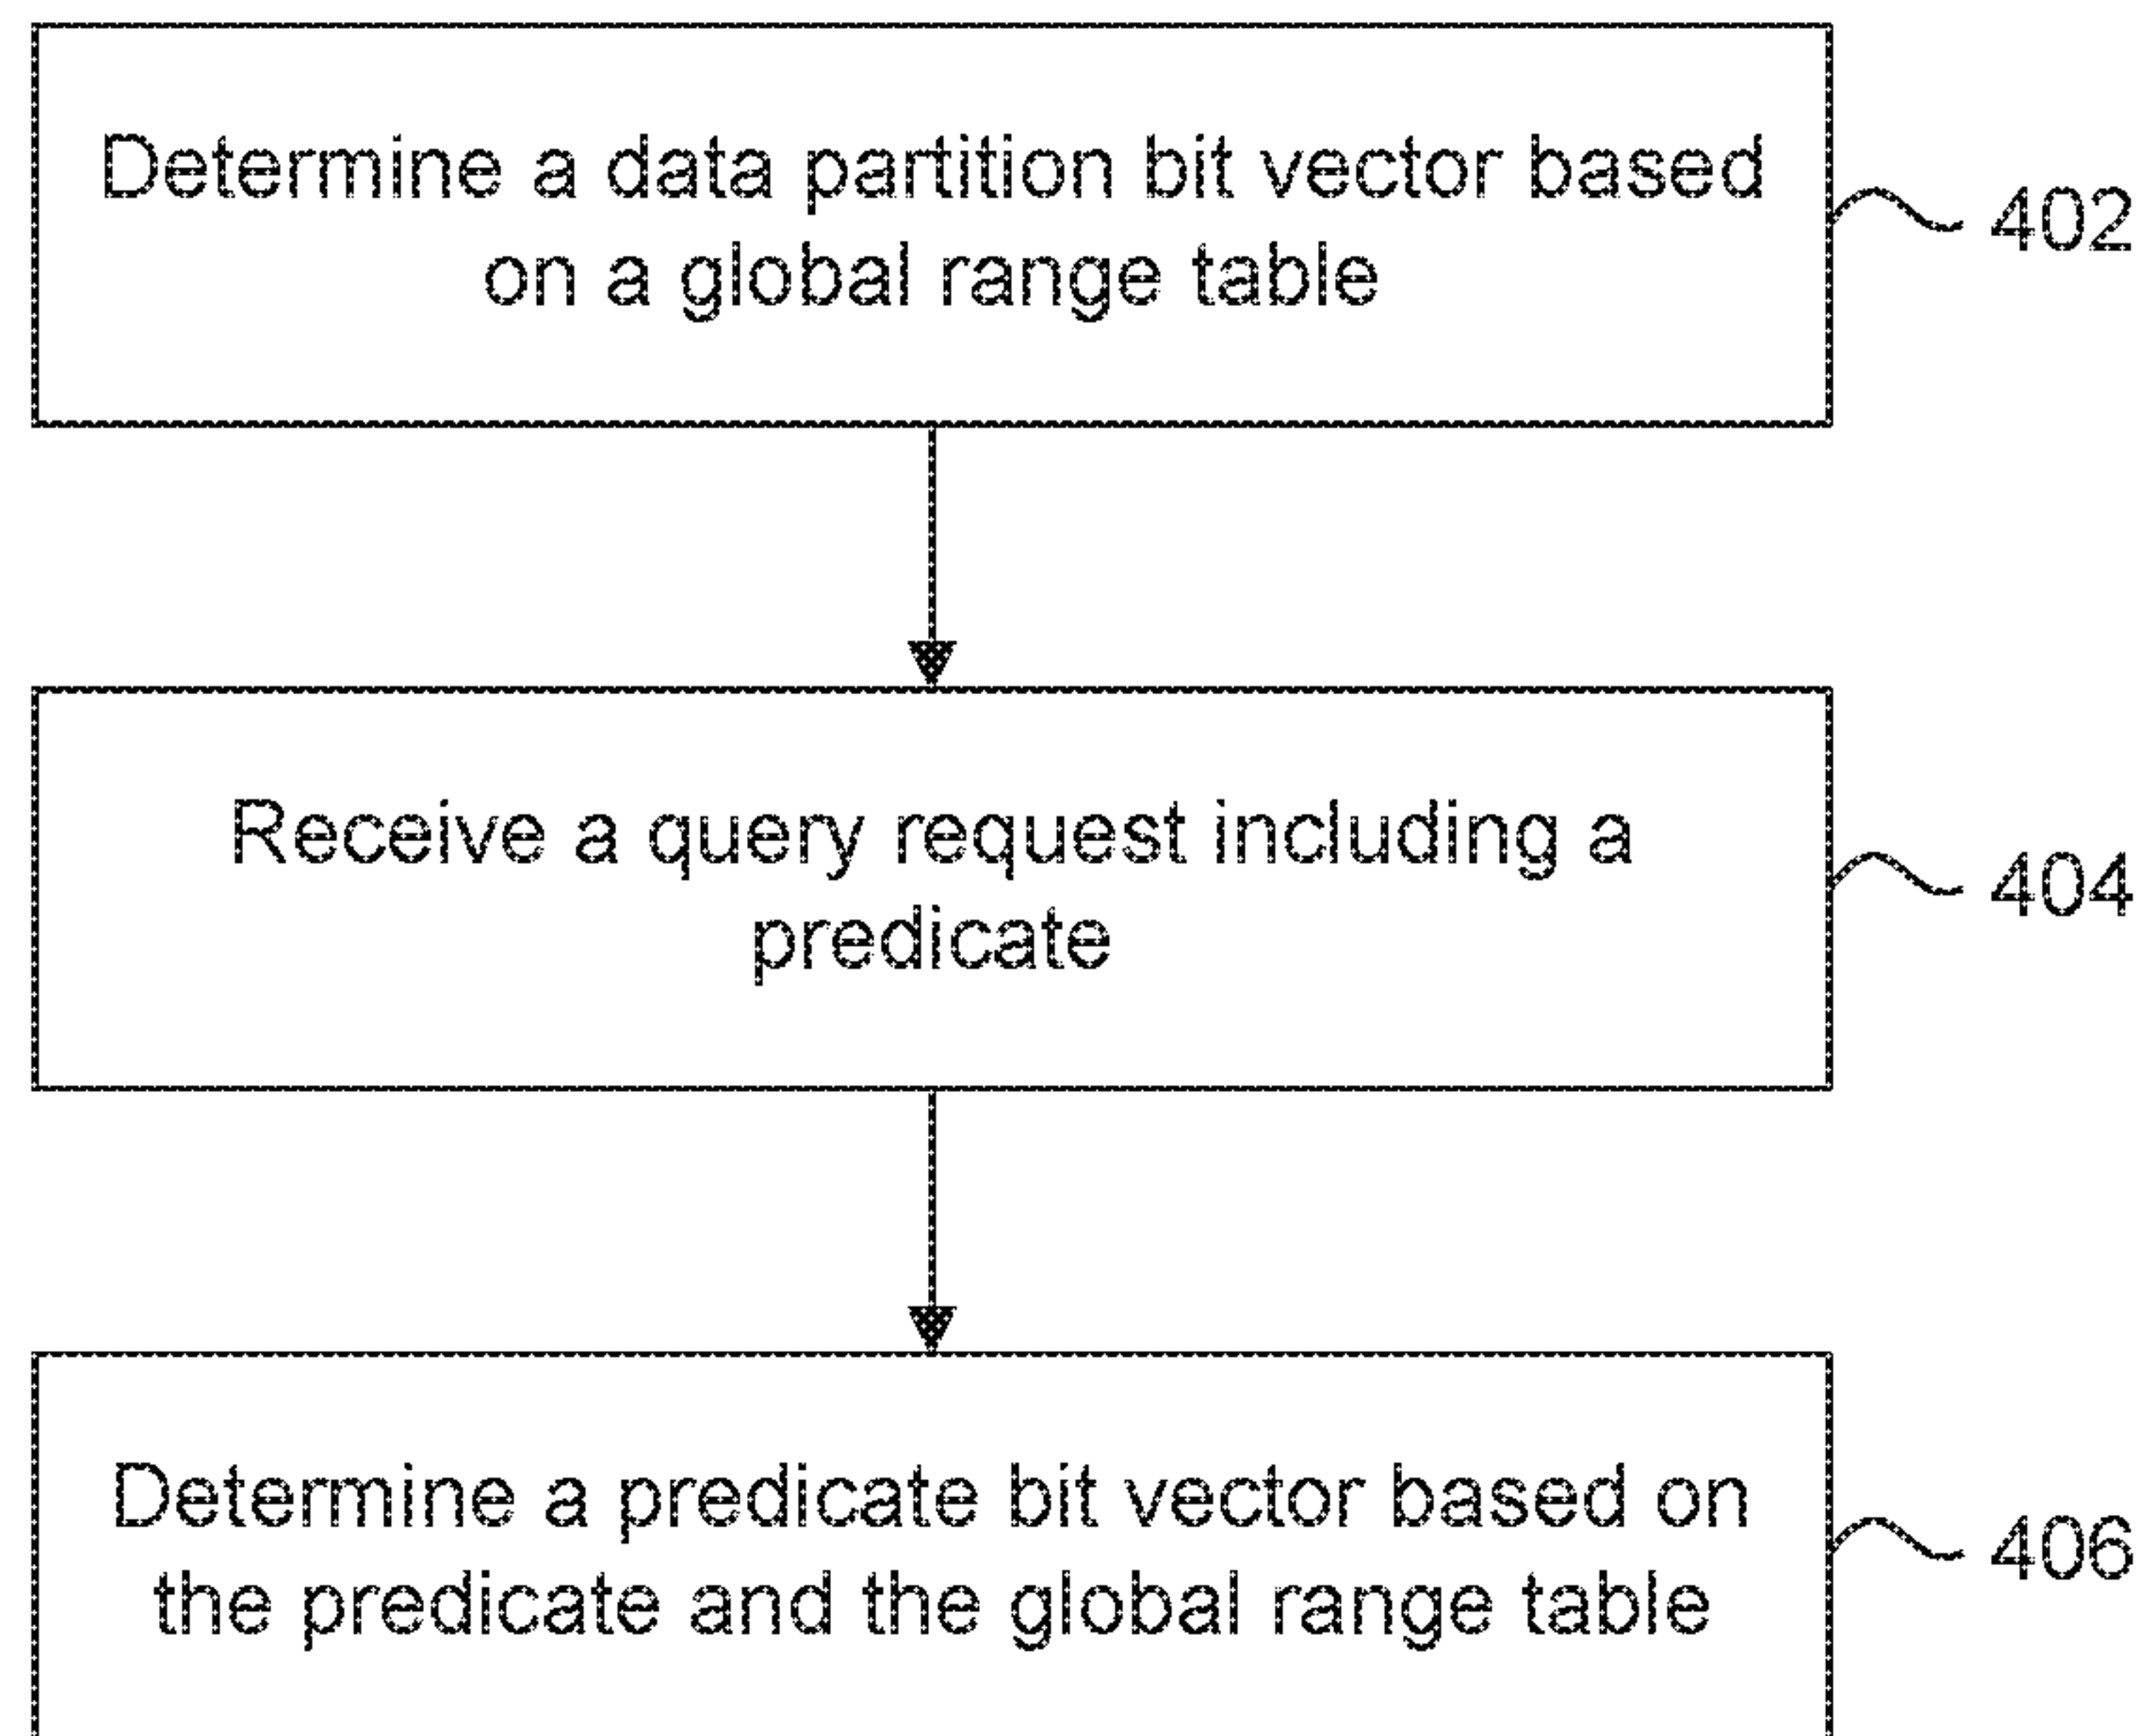 Determine a data partition bit vector based
on a global range table
402
Receive a query request including a
predicate
404
Determine a predicate bit vector based on
the predicate and the global range table
406